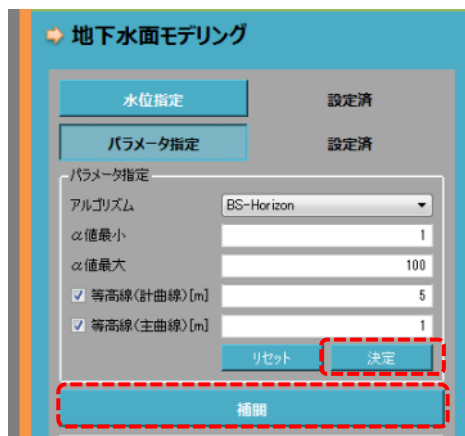 地下水面モデリング
水位指定 設定済
パラメータ指定 設定済
パラメータ指定
アルゴリズム BS-Horizon
α値最小 1
α値最大 100
等高線(計曲線)[m] 5
等高線(主曲線)[m] 1
リセット 決定
補間